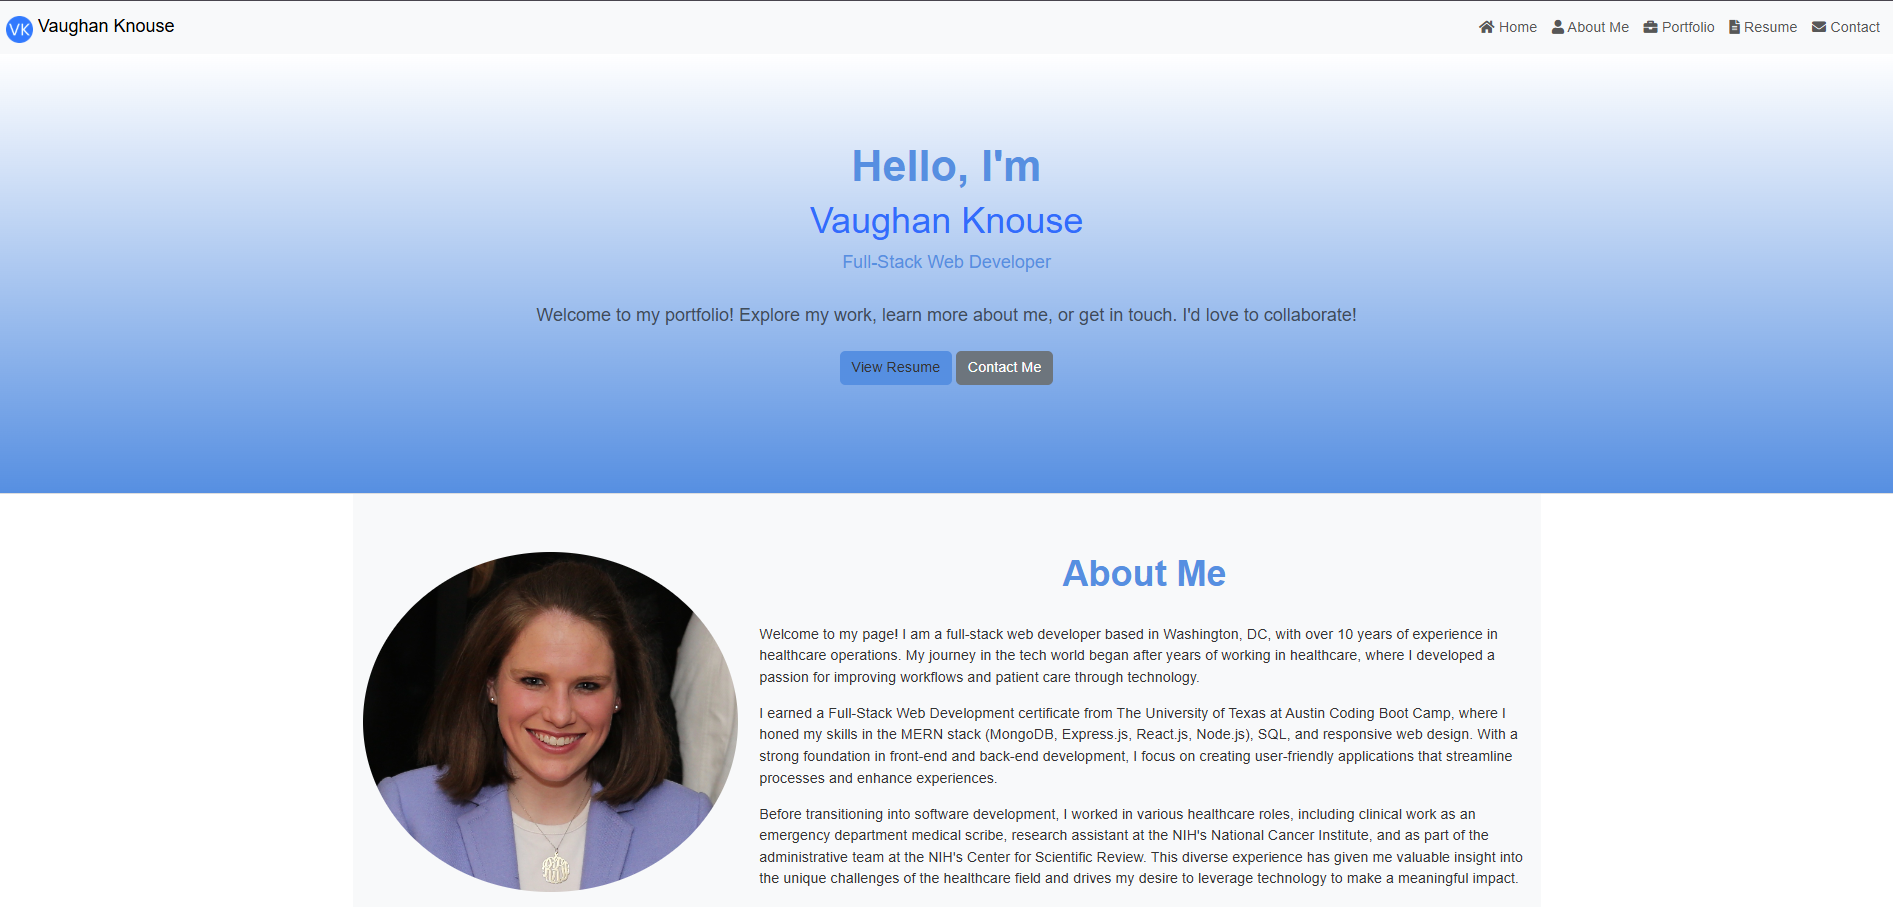 VK Vaughan Knouse
Home About Me Portfolio Resume Contact
Hello, I'm
Vaughan Knouse
Full-Stack Web Developer
Welcome to my portfolio! Explore my work, learn more about me, or get in touch. I'd love to collaborate!
View Resume Contact Me
About Me
Welcome to my page! I am a full-stack web developer based in Washington, DC, with over 10 years of experience in
healthcare operations. My journey in the tech world began after years of working in healthcare, where I developed a
passion for improving workflows and patient care through technology.
I earned a Full-Stack Web Development certificate from The University of Texas at Austin Coding Boot Camp, where I
honed my skills in the MERN stack (MongoDB, Express.js, React.js, Node.js), SQL, and responsive web design. With a
strong foundation in front-end and back-end development, I focus on creating user-friendly applications that streamline
processes and enhance experiences.
Before transitioning into software development, I worked in various healthcare roles, including clinical work as an
emergency department medical scribe, research assistant at the NIH's National Cancer Institute, and as part of the
administrative team at the NIH's Center for Scientific Review. This diverse experience has given me valuable insight into
the unique challenges of the healthcare field and drives my desire to leverage technology to make a meaningful impact.